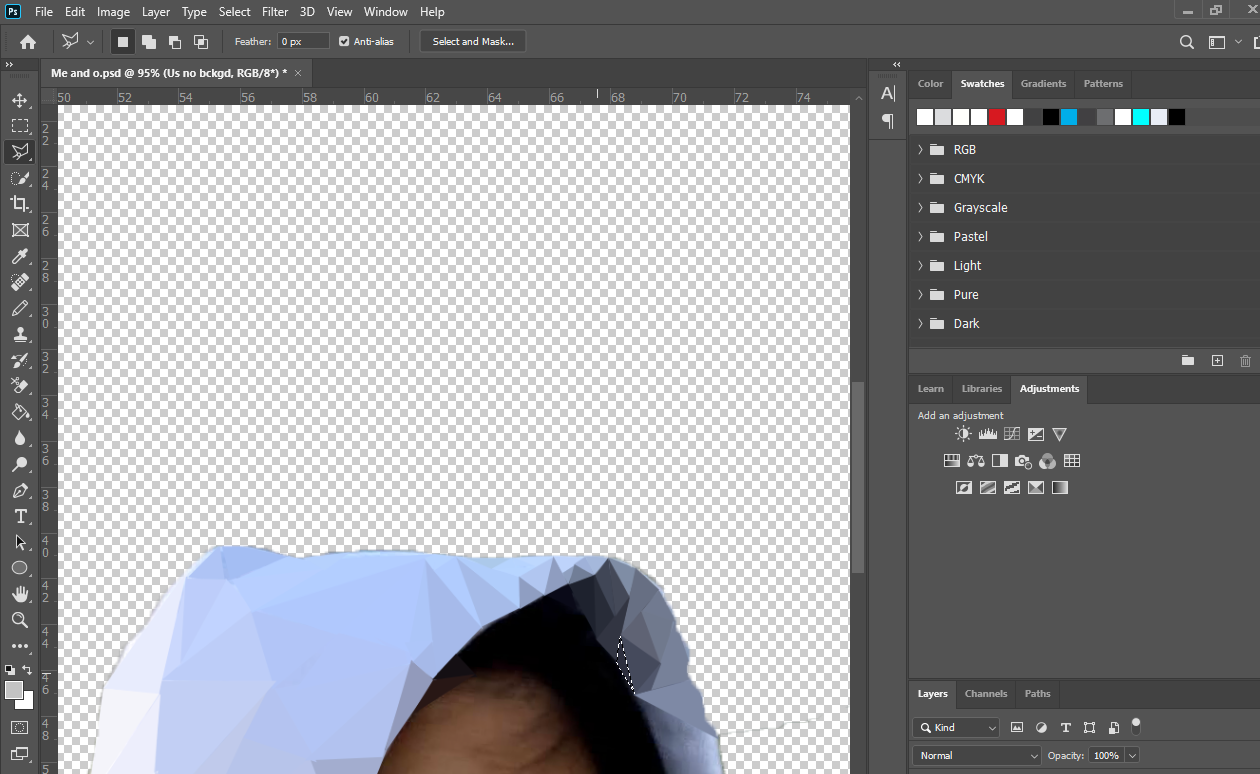 Ps File Edit Image Layer Type Select Filter 3D View Window Help
Feather: 0 px Anti-alias Select and Mask...
Me and o.psd @ 95% (Us no bckgd, RGB/8*) * ×
50 52 54 56 58 60 62 64 66 68 70 72 74
22
24
26
28
30
32
34
36
38
40
42
44
46
48
5
T
A
Color Swatches Gradients Patterns
RGB
CMYK
Grayscale
Pastel
Light
Pure
Dark
Learn Libraries Adjustments
Add an adjustment
Layers Channels Paths
Kind T
Normal Opacity: 100%